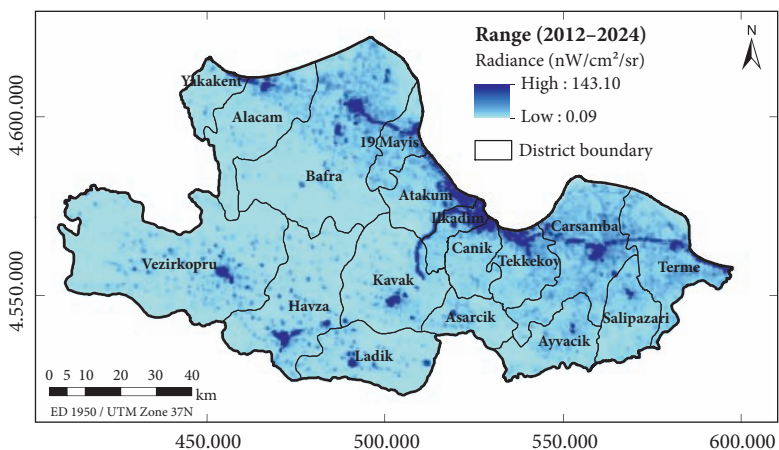 Range (2012–2024)
Radiance (nW/cm²/sr)
High : 143.10
Low : 0.09
District boundary
N
Yakakent
Alacam
19 Mayis
Bafra
Atakum
Ilkadim
Carsamba
Canik
Tekkekoy
Terme
Vezirkopru
Kavak
Havza
Asarcik
Salipazari
Ayvacik
Ladik
0 5 10 20 30 40
km
ED 1950 / UTM Zone 37N
4.600.000
4.550.000
450.000 500.000 550.000 600.000